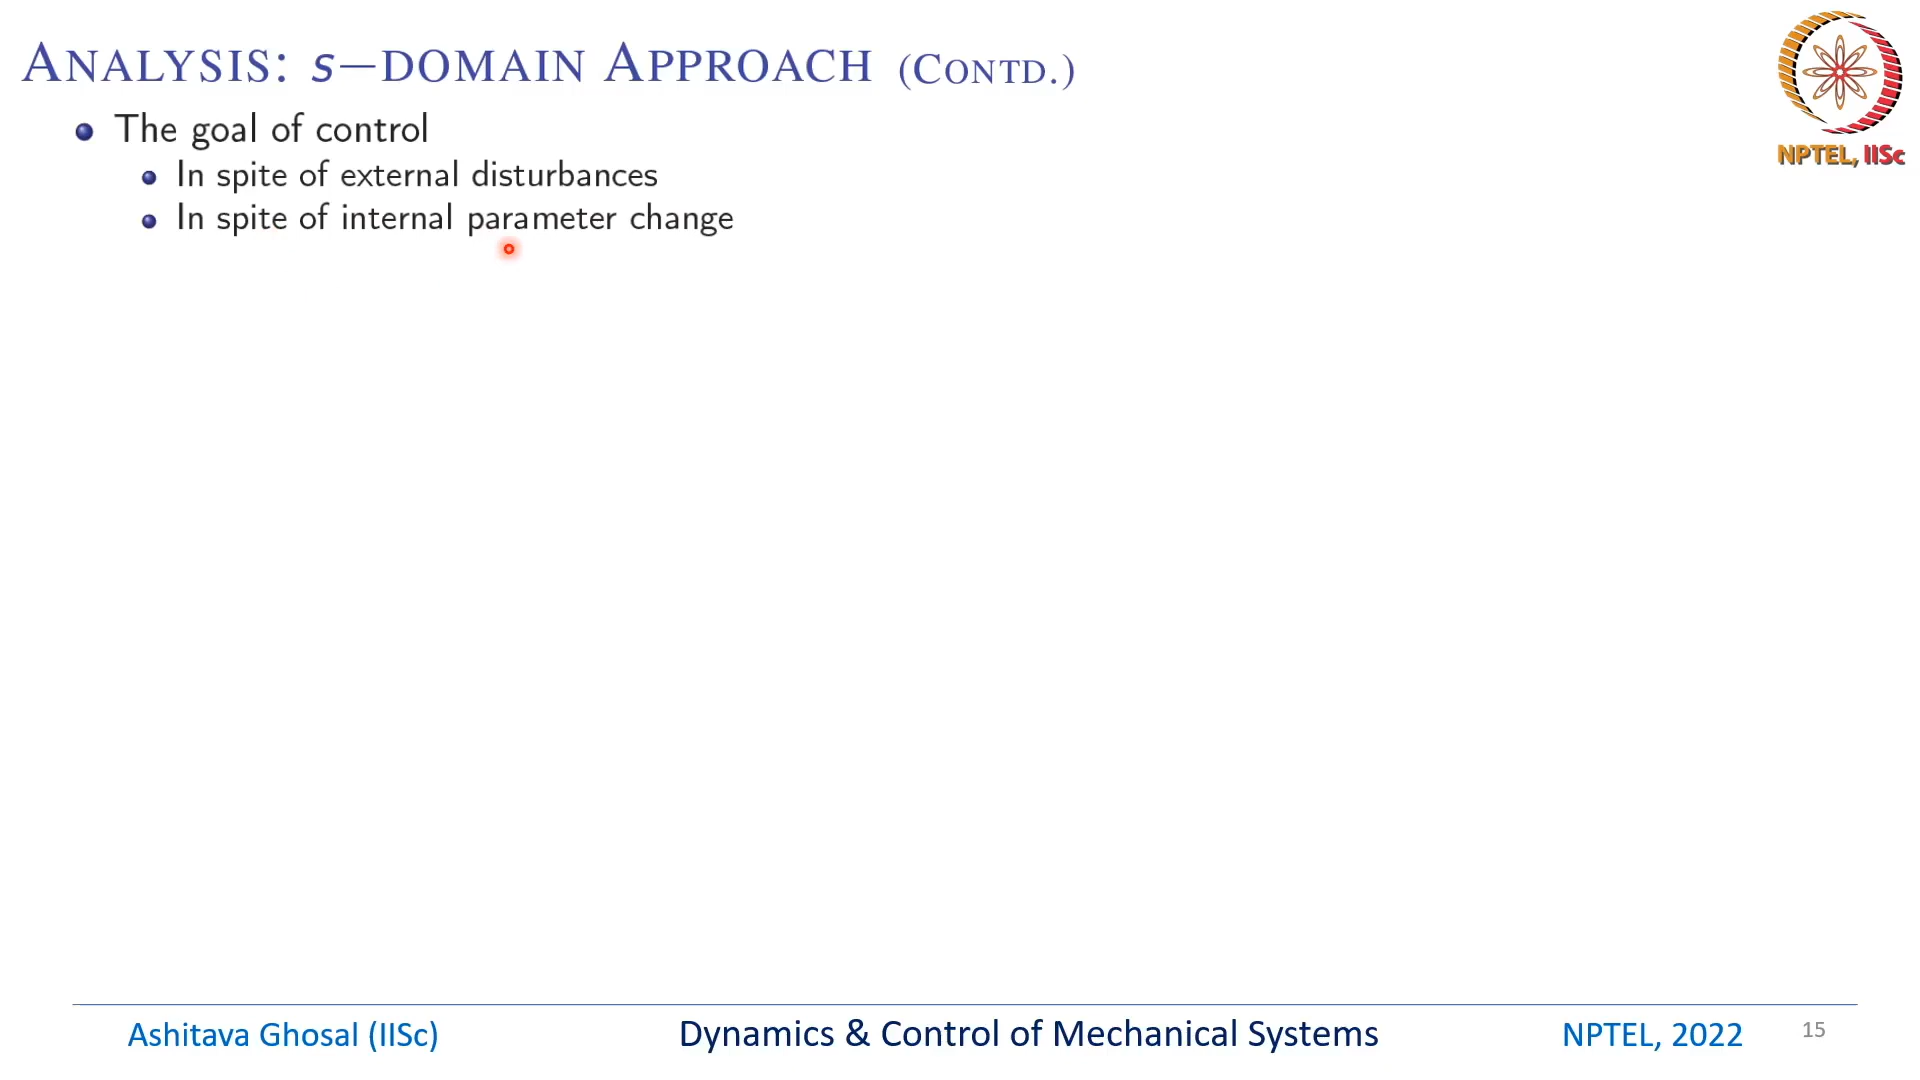 ANALYSIS: s—DOMAIN APPROACH (CONTD.)
The goal of control
In spite of external disturbances
In spite of internal parameter change
NPTEL, IISc
Ashitava Ghosal (IISc)
Dynamics & Control of Mechanical Systems
NPTEL, 2022
15